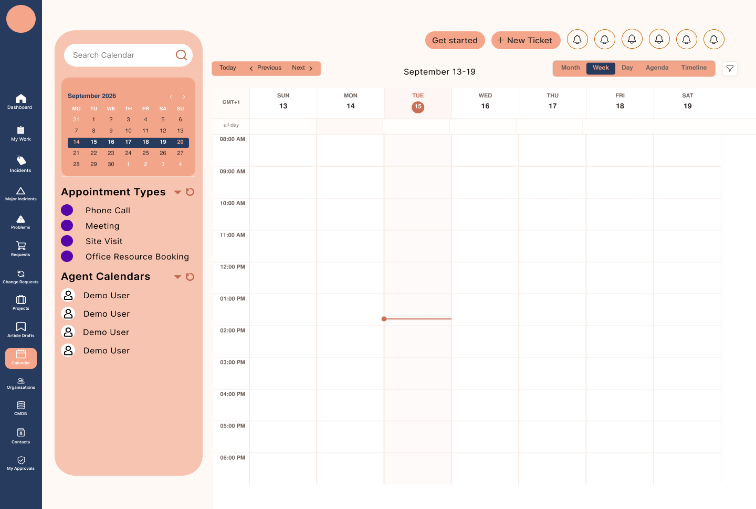 Get started
+ New Ticket
Search Calendar
Today
Previous
Next
September 13-19
Month
Week
Day
Agenda
Timeline
September 2026
MO TU WE TH FR SA SU
31 1 2 3 4 5 6
7 8 9 10 11 12 13
14 15 16 17 18 19 20
21 22 23 24 25 26 27
28 29 30 1 2 3 4
GMT+1
SUN MON TUE WED THU FRI SAT
13 14 15 16 17 18 19
all day
08:00 AM
09:00 AM
10:00 AM
11:00 AM
12:00 PM
01:00 PM
02:00 PM
03:00 PM
04:00 PM
05:00 PM
06:00 PM
Appointment Types
Phone Call
Meeting
Site Visit
Office Resource Booking
Agent Calendars
Demo User
Demo User
Demo User
Demo User
Dashboard
My Work
Incidents
Major Incidents
Problems
Requests
Change Requests
Projects
Article Drafts
Calendar
Organizations
CMDB
Contacts
My Approvals